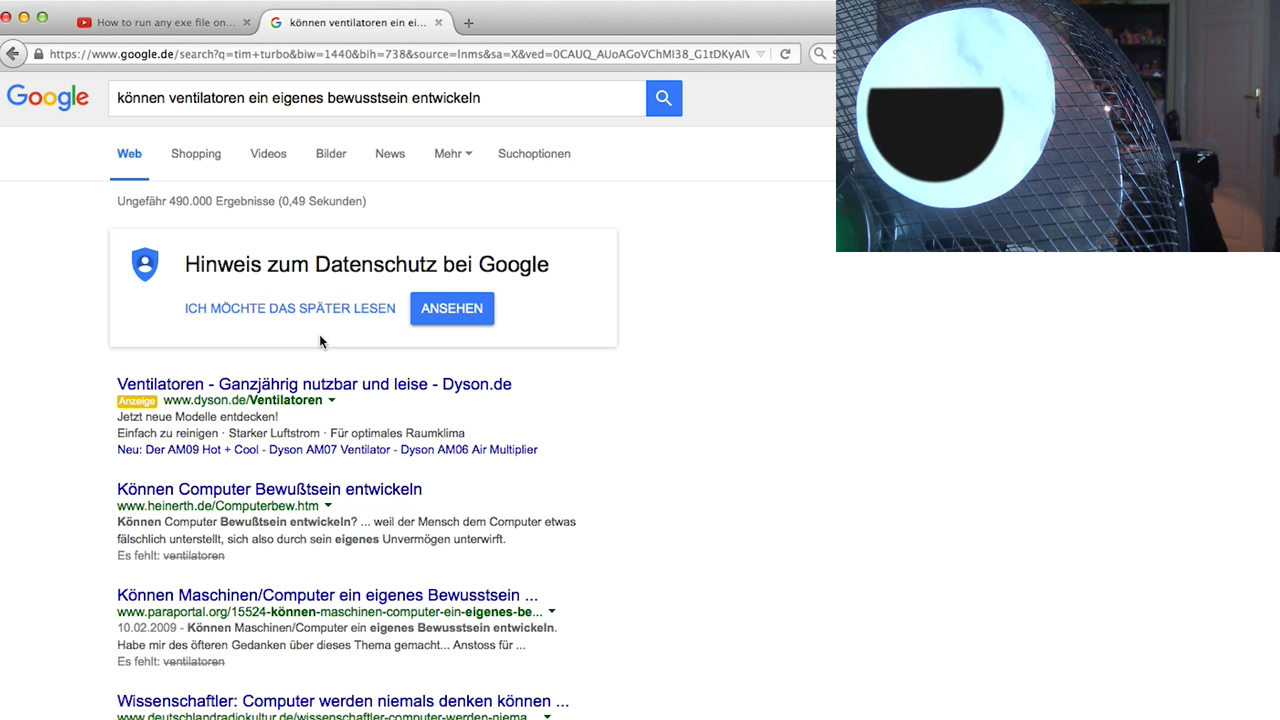 How to run any exe file on...
können ventilatoren ein ei...
https://www.google.de/search?q=tim+turbo&biw=1440&bih=738&source=lnms&sa=X&ved=0CAUQ_AUoAGoVChMI38_G1tDKyAIV
Google
können ventilatoren ein eigenes bewusstsein entwickeln
Web Shopping Videos Bilder News Mehr Suchoptionen
Ungefähr 490.000 Ergebnisse (0,49 Sekunden)
Hinweis zum Datenschutz bei Google
ICH MÖCHTE DAS SPÄTER LESEN ANSEHEN
Ventilatoren - Ganzjährig nutzbar und leise - Dyson.de
Anzeige www.dyson.de/Ventilatoren
Jetzt neue Modelle entdecken!
Einfach zu reinigen · Starker Luftstrom · Für optimales Raumklima
Neu: Der AM09 Hot + Cool - Dyson AM07 Ventilator - Dyson AM06 Air Multiplier
Können Computer Bewußtsein entwickeln
www.heinerth.de/Computerbew.htm
Können Computer Bewußtsein entwickeln? ... weil der Mensch dem Computer etwas
fälschlich unterstellt, sich also durch sein eigenes Unvermögen unterwirft.
Es fehlt: ventilatoren
Können Maschinen/Computer ein eigenes Bewusstsein ...
www.paraportal.org/15524-können-maschinen-computer-ein-eigenes-be...
10.02.2009 - Können Maschinen/Computer ein eigenes Bewusstsein entwickeln.
Habe mir des öfteren Gedanken über dieses Thema gemacht... Anstoss für ...
Es fehlt: ventilatoren
Wissenschaftler: Computer werden niemals denken können ...
www.deutschlandradiokultur.de/wissenschaftler-computer-werden-niema...